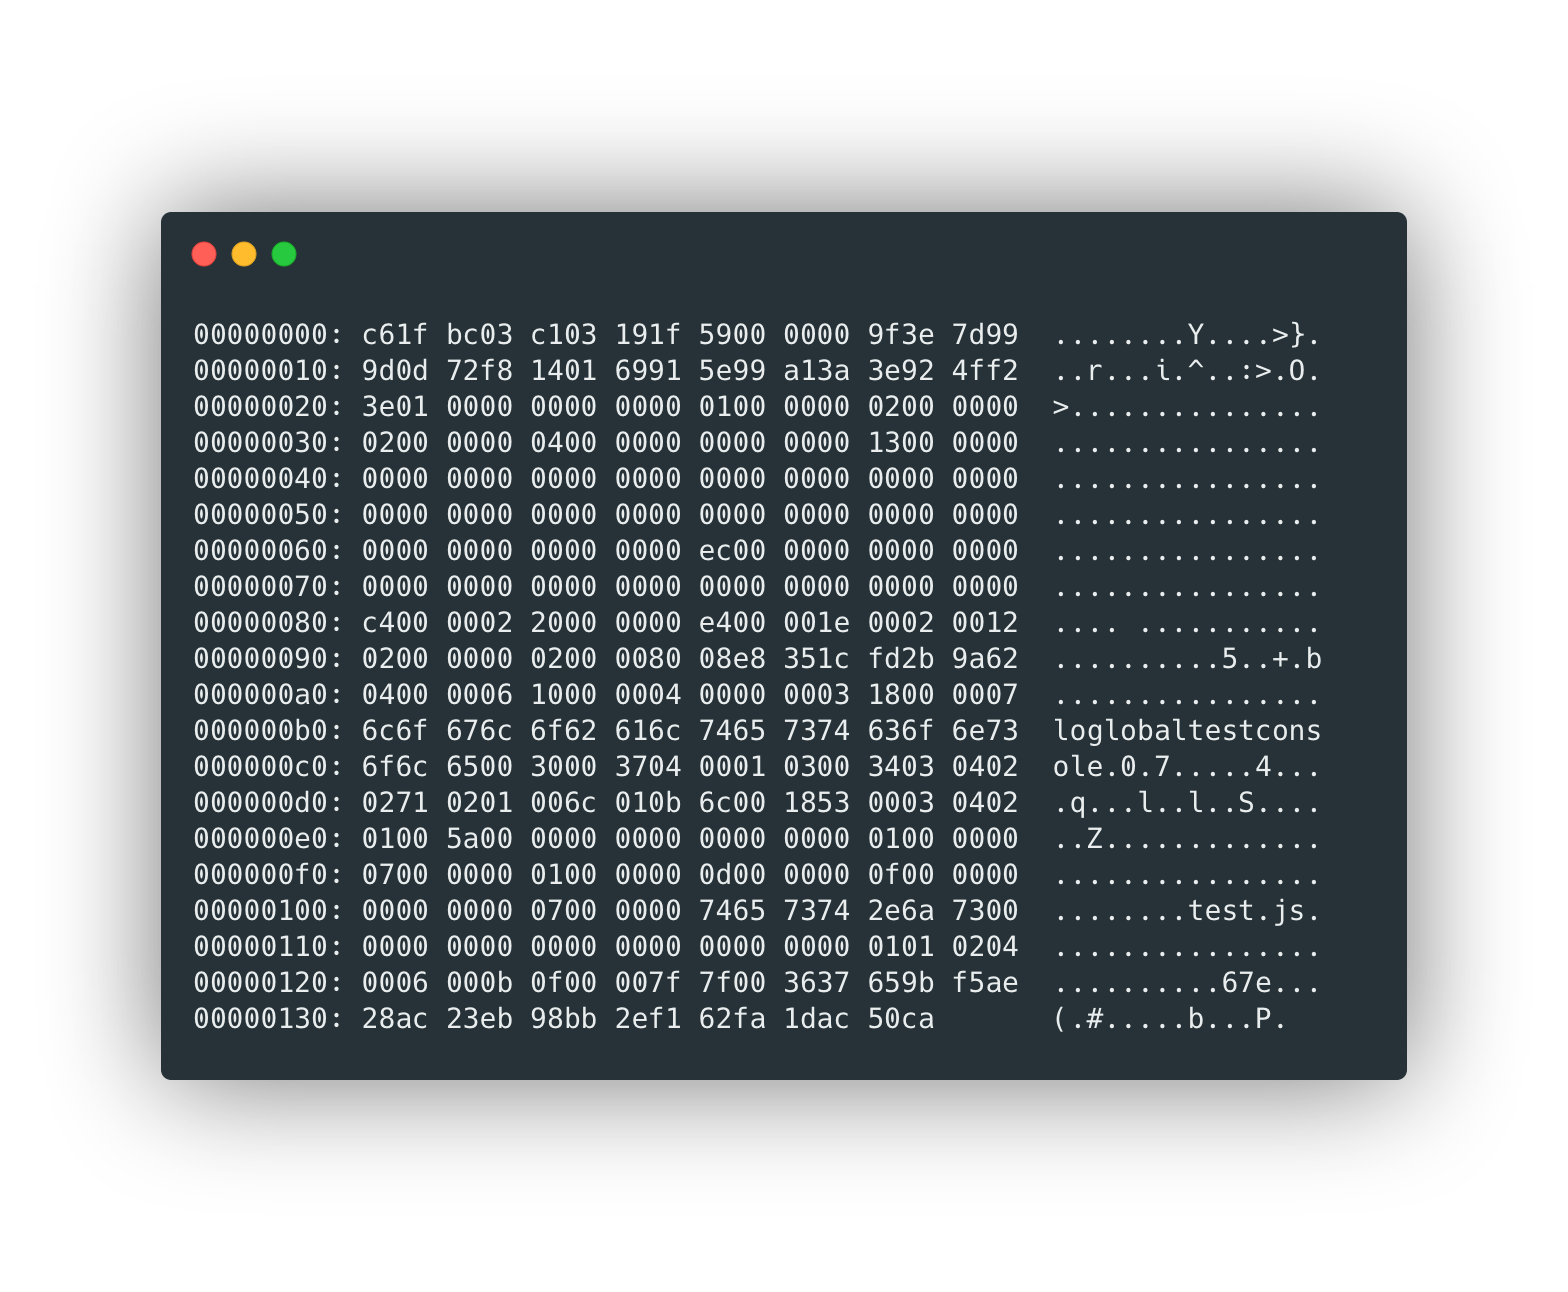 00000000: c61f bc03 c103 191f 5900 0000 9f3e 7d99  ........Y....>}.
00000010: 9d0d 72f8 1401 6991 5e99 a13a 3e92 4ff2  ..r...i.^..:>.O.
00000020: 3e01 0000 0000 0000 0100 0000 0200 0000  >...............
00000030: 0200 0000 0400 0000 0000 0000 1300 0000  ................
00000040: 0000 0000 0000 0000 0000 0000 0000 0000  ................
00000050: 0000 0000 0000 0000 0000 0000 0000 0000  ................
00000060: 0000 0000 0000 0000 ec00 0000 0000 0000  ................
00000070: 0000 0000 0000 0000 0000 0000 0000 0000  ................
00000080: c400 0002 2000 0000 e400 001e 0002 0012  .... ...........
00000090: 0200 0000 0200 0080 08e8 351c fd2b 9a62  ..........5..+.b
000000a0: 0400 0006 1000 0004 0000 0003 1800 0007  ................
000000b0: 6c6f 676c 6f62 616c 7465 7374 636f 6e73  loglobaltestcons
000000c0: 6f6c 6500 3000 3704 0001 0300 3403 0402  ole.0.7.....4...
000000d0: 0271 0201 006c 010b 6c00 1853 0003 0402  .q...l..l..S....
000000e0: 0100 5a00 0000 0000 0000 0000 0100 0000  ..Z.............
000000f0: 0700 0000 0100 0000 0d00 0000 0f00 0000  ................
00000100: 0000 0000 0700 0000 7465 7374 2e6a 7300  ........test.js.
00000110: 0000 0000 0000 0000 0000 0000 0101 0204  ................
00000120: 0006 000b 0f00 007f 7f00 3637 659b f5ae  ..........67e...
00000130: 28ac 23eb 98bb 2ef1 62fa 1dac 50ca       (.#.....b...P.